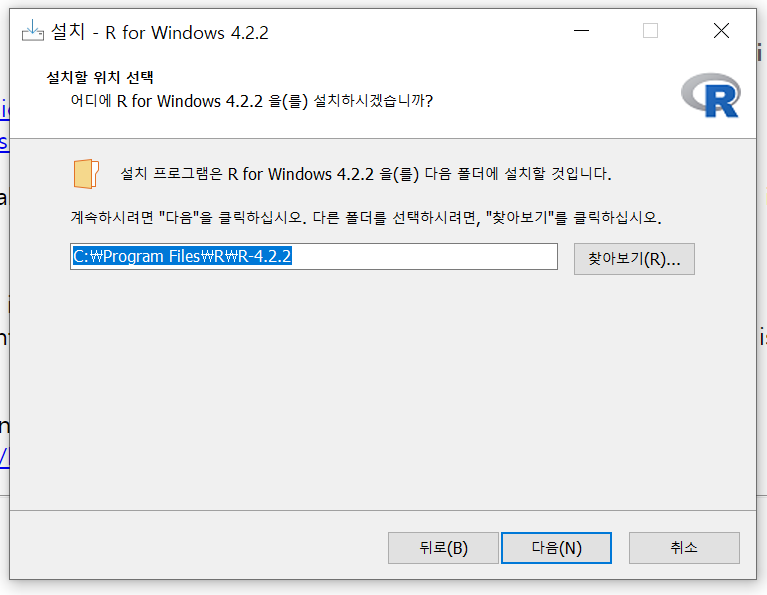 설치 - R for Windows 4.2.2
설치할 위치 선택
어디에 R for Windows 4.2.2 을(를) 설치하시겠습니까?
R
설치 프로그램은 R for Windows 4.2.2 을(를) 다음 폴더에 설치할 것입니다.
계속하시려면 "다음"을 클릭하십시오. 다른 폴더를 선택하시려면, "찾아보기"를 클릭하십시오.
C:₩Program Files₩R₩R-4.2.2
찾아보기(R)...
뒤로(B)
다음(N)
취소